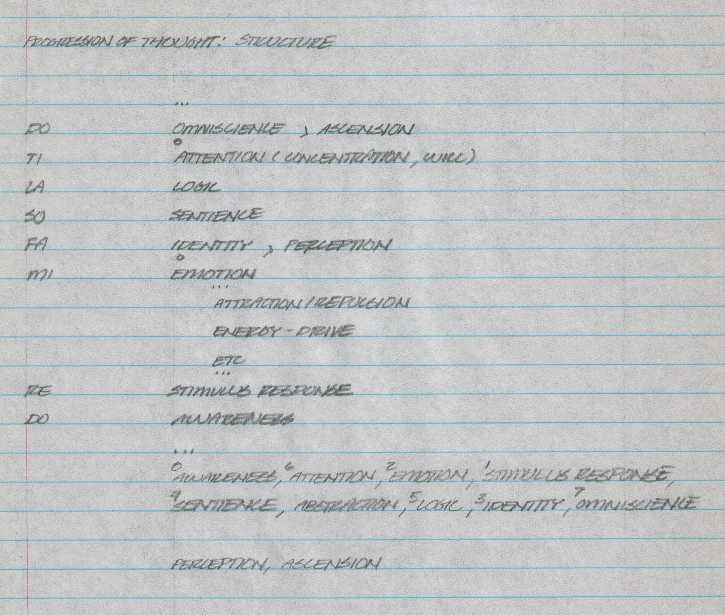 PROGRESSION OF THOUGHT: STRUCTURE
...
DO OMNISCIENCE , ASCENSION
TI ATTENTION (CONCENTRATION, WILL)
LA LOGIC
SO SENTIENCE
FA IDENTITY , PERCEPTION
MI EMOTION
...
ATTRACTION/REPULSION
ENERGY - DRIVE
ETC
...
RE STIMULUS RESPONSE
DO AWARENESS
...
0 AWARENESS, 6 ATTENTION, 2 EMOTION, 1 STIMULUS RESPONSE,
4 SENTIENCE, ABSTRACTION, 5 LOGIC, 3 IDENTITY, 7 OMNISCIENCE
PERCEPTION, ASCENSION